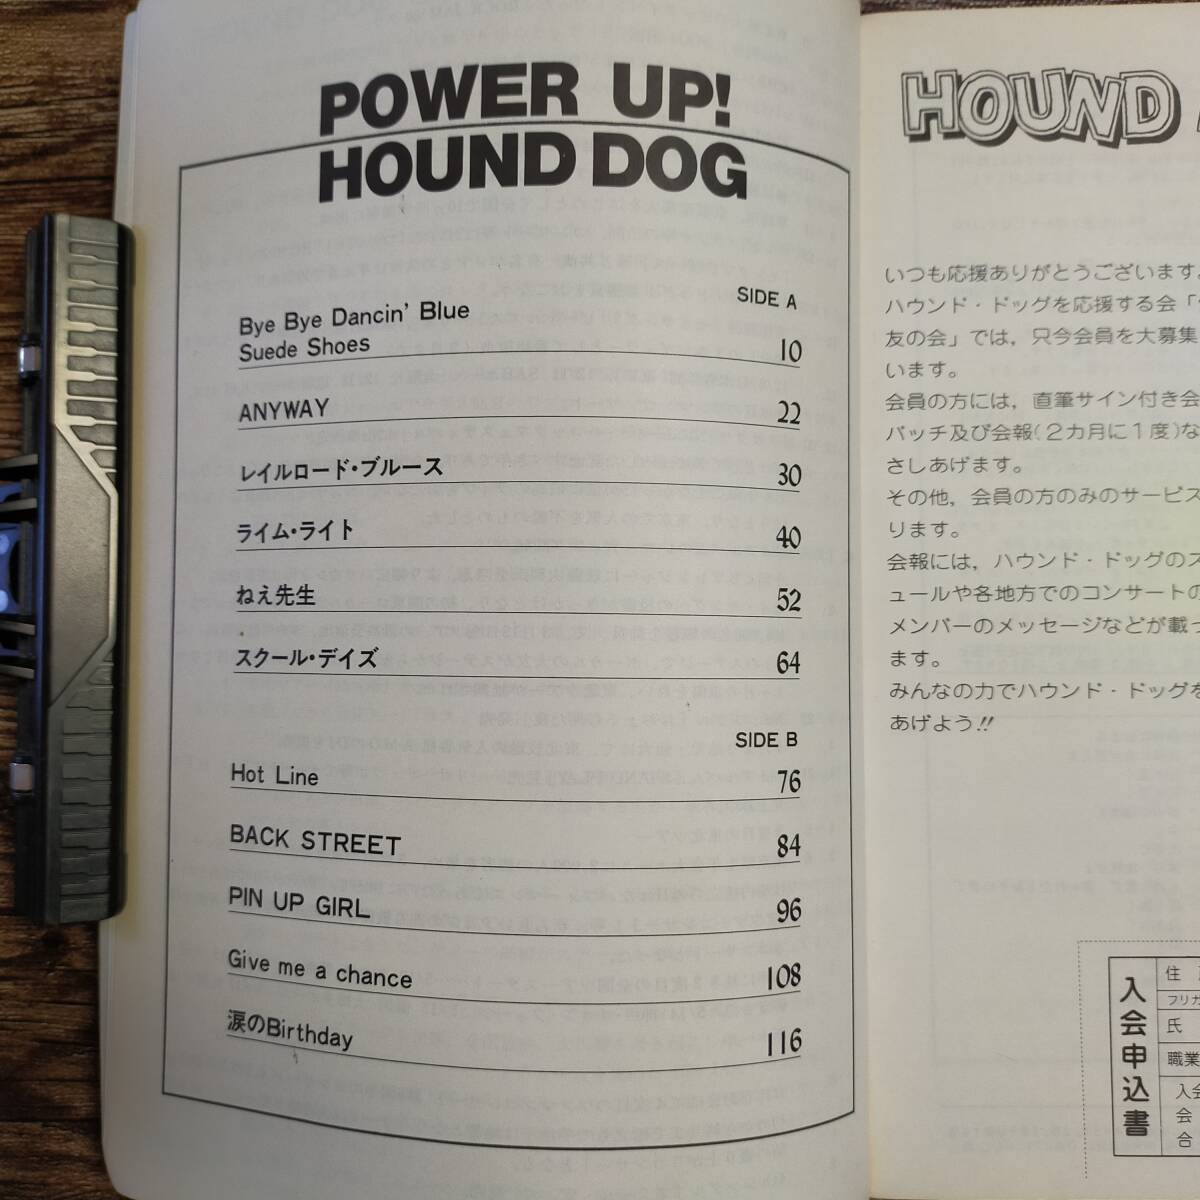 POWER UP!
HOUND DOG
SIDE A
Bye Bye Dancin' Blue
Suede Shoes 10
ANYWAY 22
レイルロード・ブルース 30
ライム・ライト 40
ねえ先生 52
スクール・デイズ 64
SIDE B
Hot Line 76
BACK STREET 84
PIN UP GIRL 96
Give me a chance 108
涙のBirthday 116
HOUND
いつも応援ありがとうございます。
ハウンド・ドッグを応援する会「
友の会」では,只今会員を大募集
います。
会員の方には,直筆サイン付き会
バッチ及び会報(2カ月に1度)な
さしあげます。
その他,会員の方のみのサービス
ります。
会報には,ハウンド・ドッグのス
ュールや各地方でのコンサートの
メンバーのメッセージなどが載っ
ます。
みんなの力でハウンド・ドッグを
あげよう!!
入会申込書
住
フリガ
氏
職業
入会
会
合